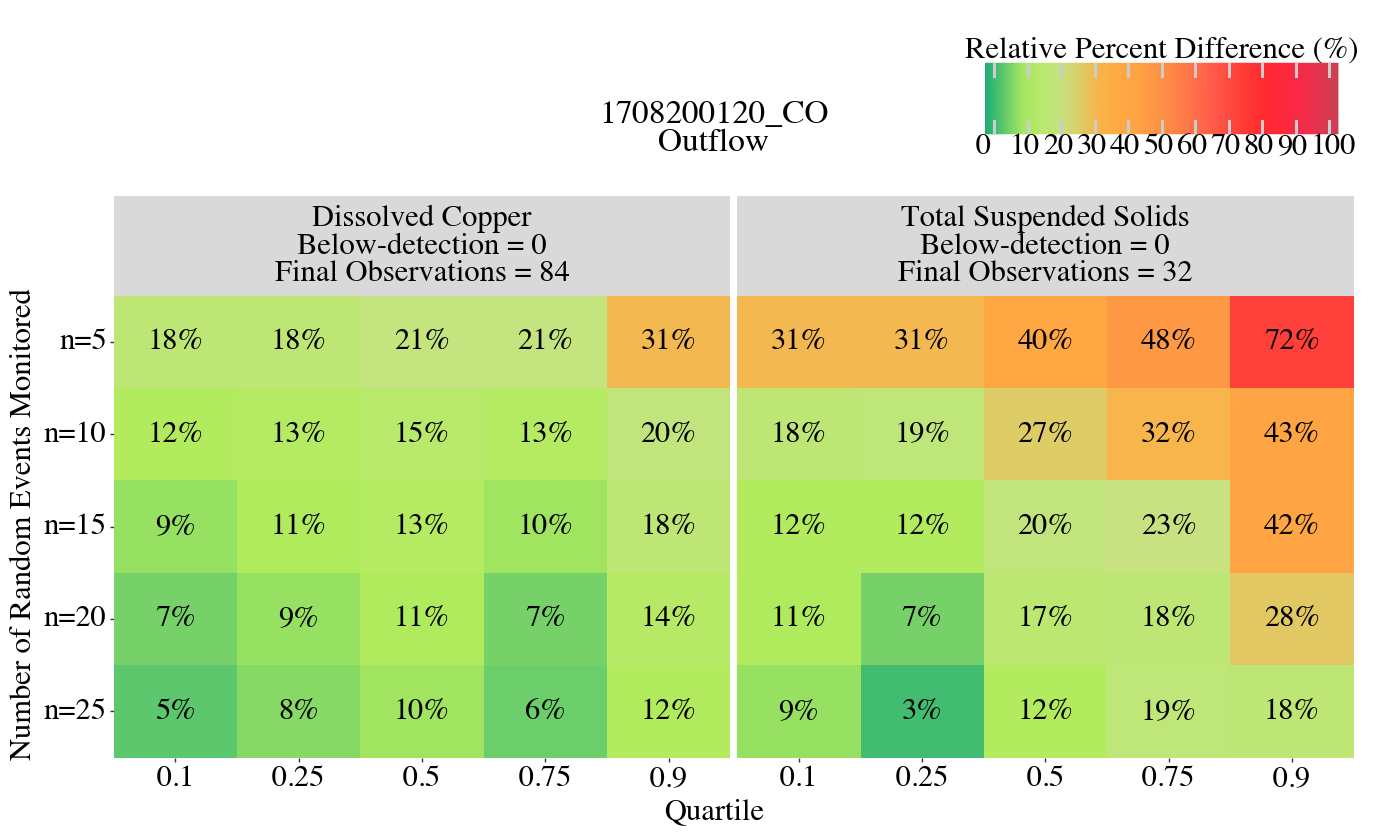 Relative Percent Difference (%)
0 10 20 30 40 50 60 70 80 90 100
1708200120_CO
Outflow
Dissolved Copper
Below-detection = 0
Final Observations = 84
Total Suspended Solids
Below-detection = 0
Final Observations = 32
Number of Random Events Monitored
n=5 18% 18% 21% 21% 31% 31% 31% 40% 48% 72%
n=10 12% 13% 15% 13% 20% 18% 19% 27% 32% 43%
n=15 9% 11% 13% 10% 18% 12% 12% 20% 23% 42%
n=20 7% 9% 11% 7% 14% 11% 7% 17% 18% 28%
n=25 5% 8% 10% 6% 12% 9% 3% 12% 19% 18%
0.1 0.25 0.5 0.75 0.9 0.1 0.25 0.5 0.75 0.9
Quartile